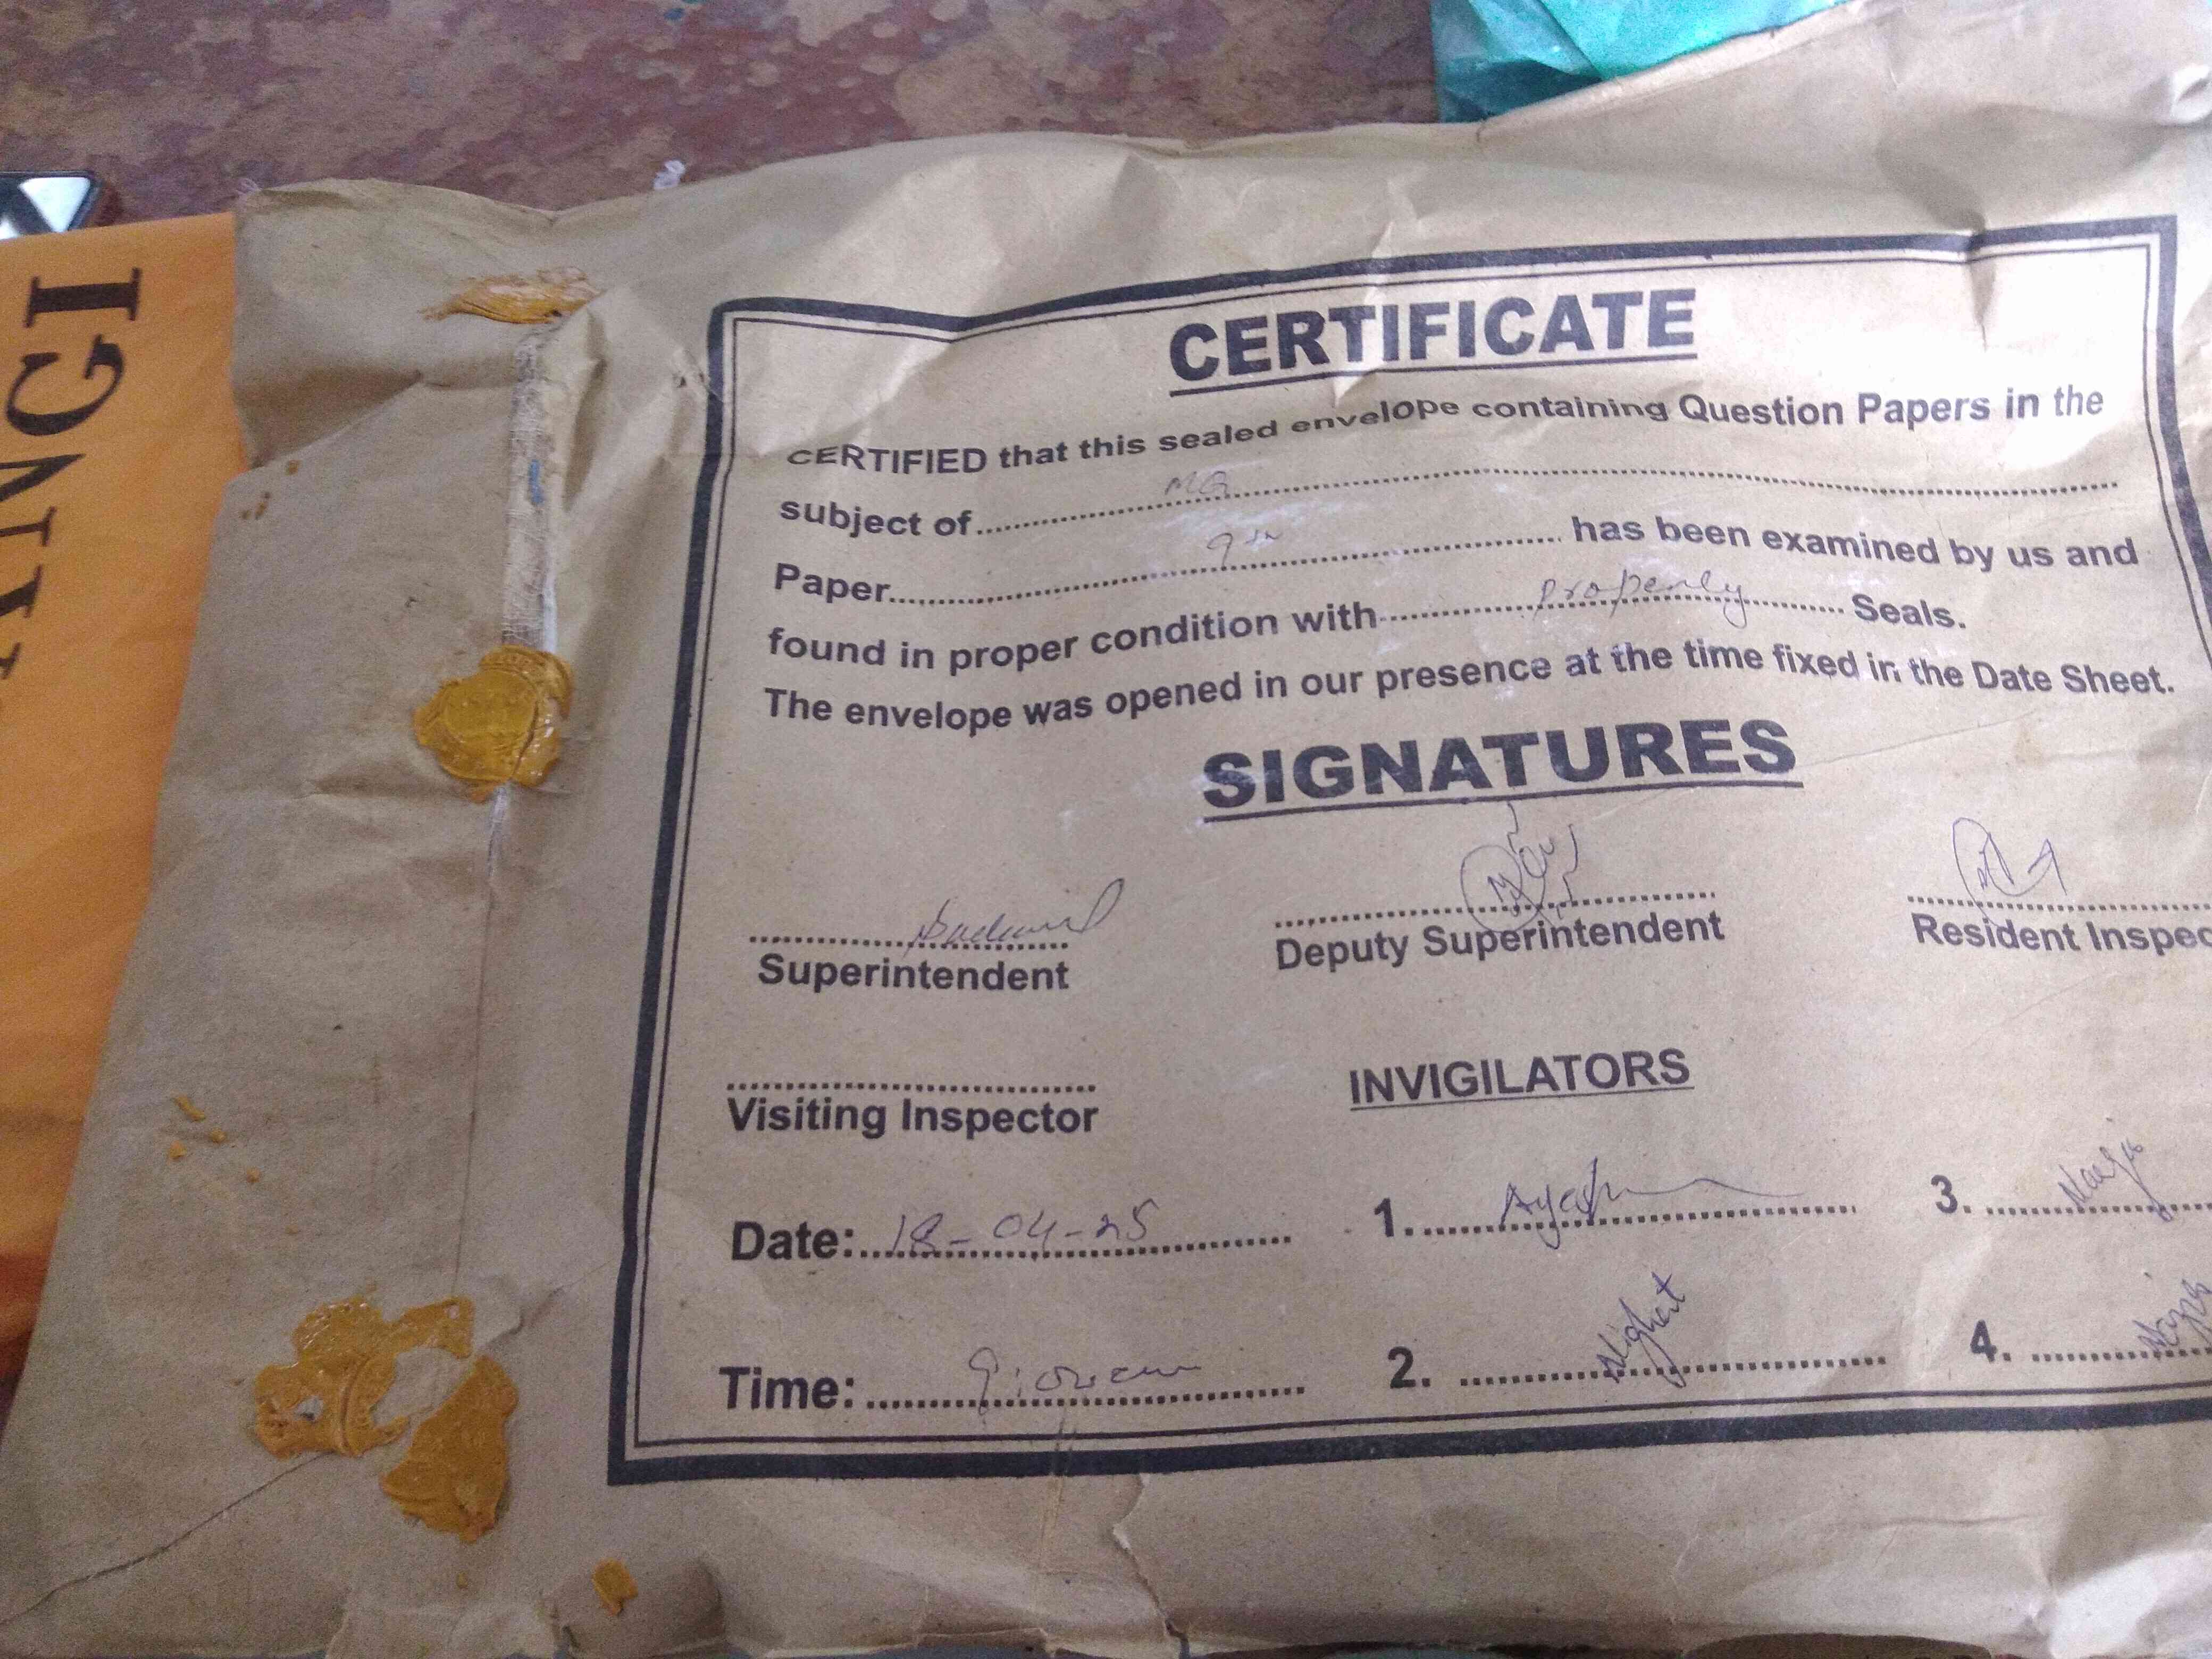 CERTIFICATE
CERTIFIED that this sealed envelope containing Question Papers in the
subject of ........ MQ ........
Paper ........ 9th ........ has been examined by us and
found in proper condition with ........ properly ........ Seals.
The envelope was opened in our presence at the time fixed in the Date Sheet.
SIGNATURES
Superintendent
Deputy Superintendent
Resident Inspec
Visiting Inspector
INVIGILATORS
Date: 18-04-25
1.
3.
Time:
2. Nighat
4.
ANGI